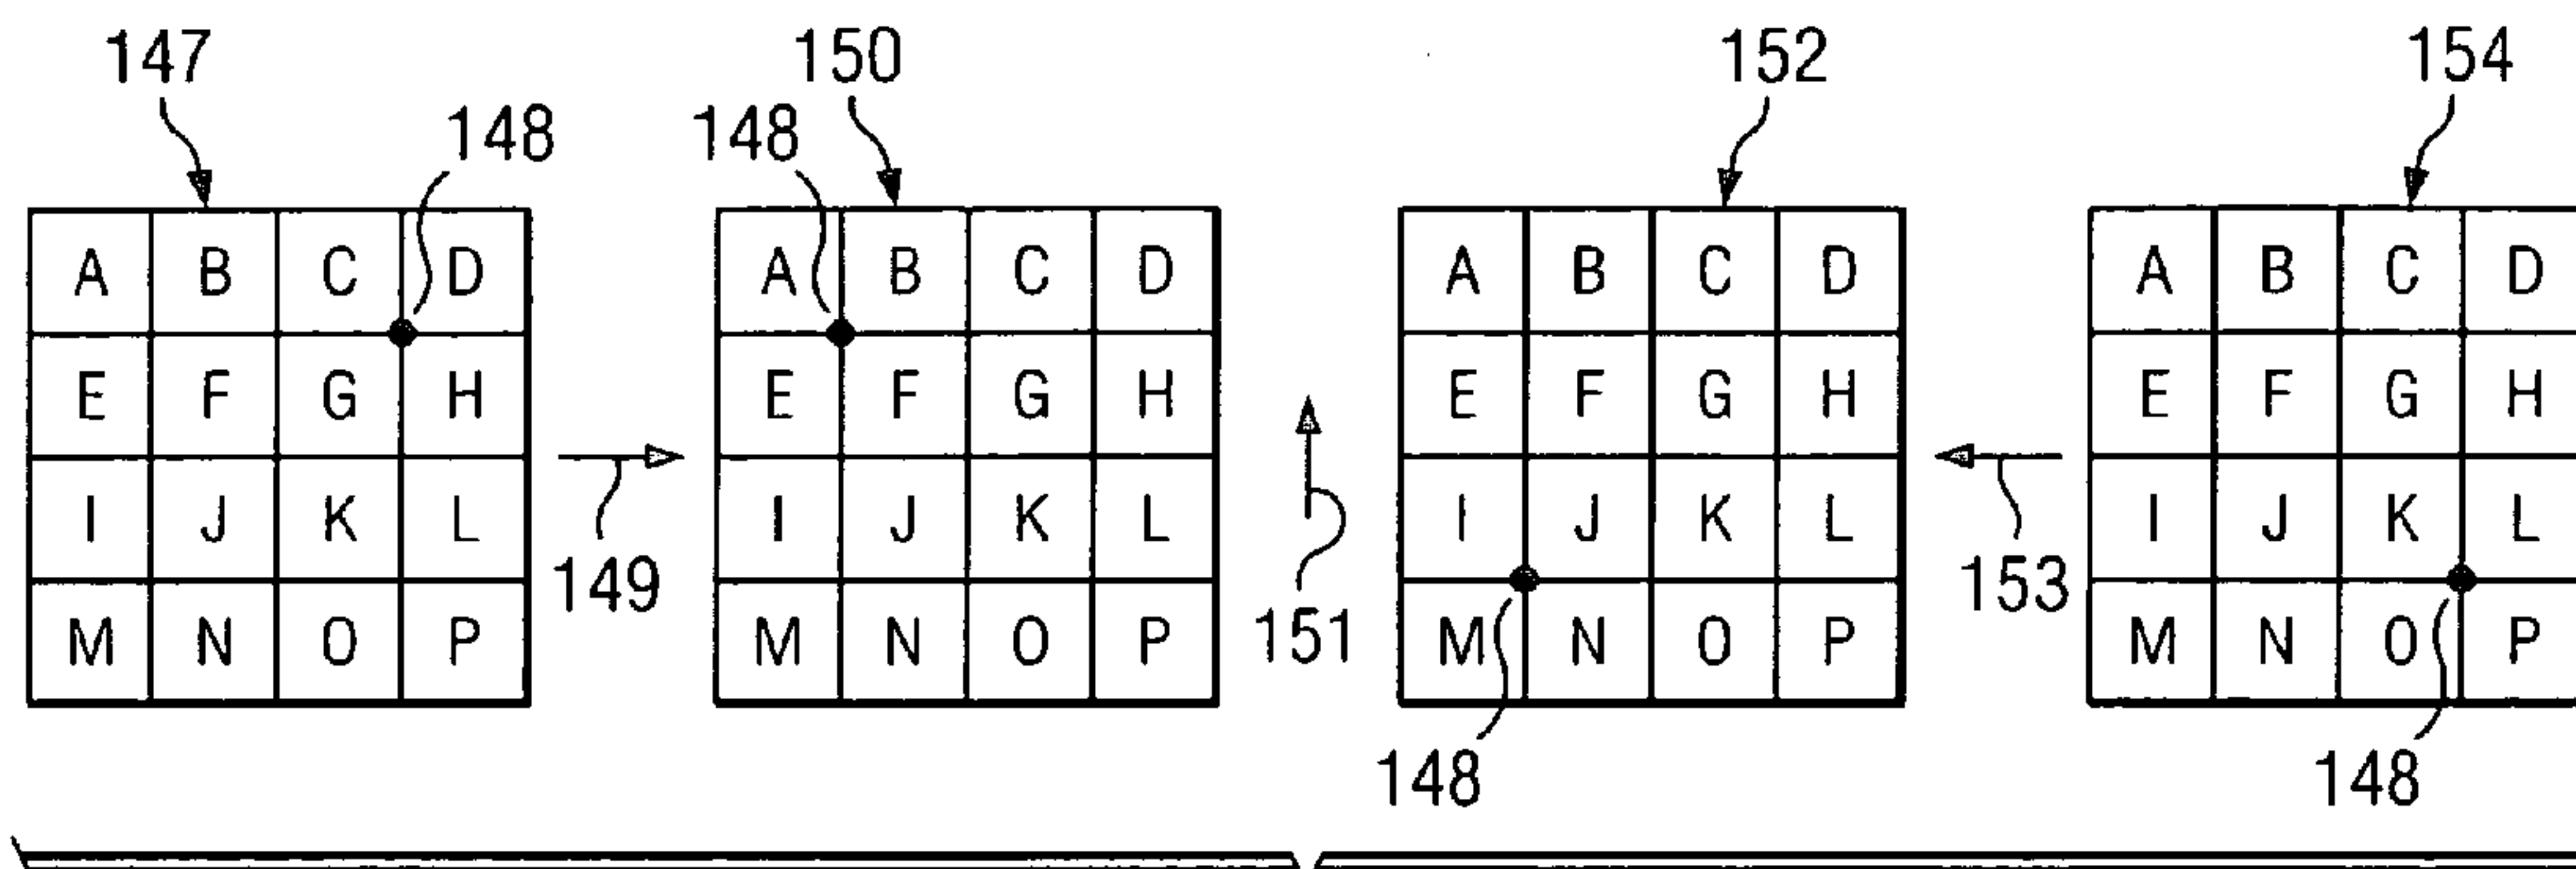 147 150 152 154
148 148
A B C D A B C D A B C D A B C D
E F G H E F G H E F G H E F G H
I J K L I J K L I J K L I J K L
149 151 153
M N O P M N O P M N O P M N O P
148 148